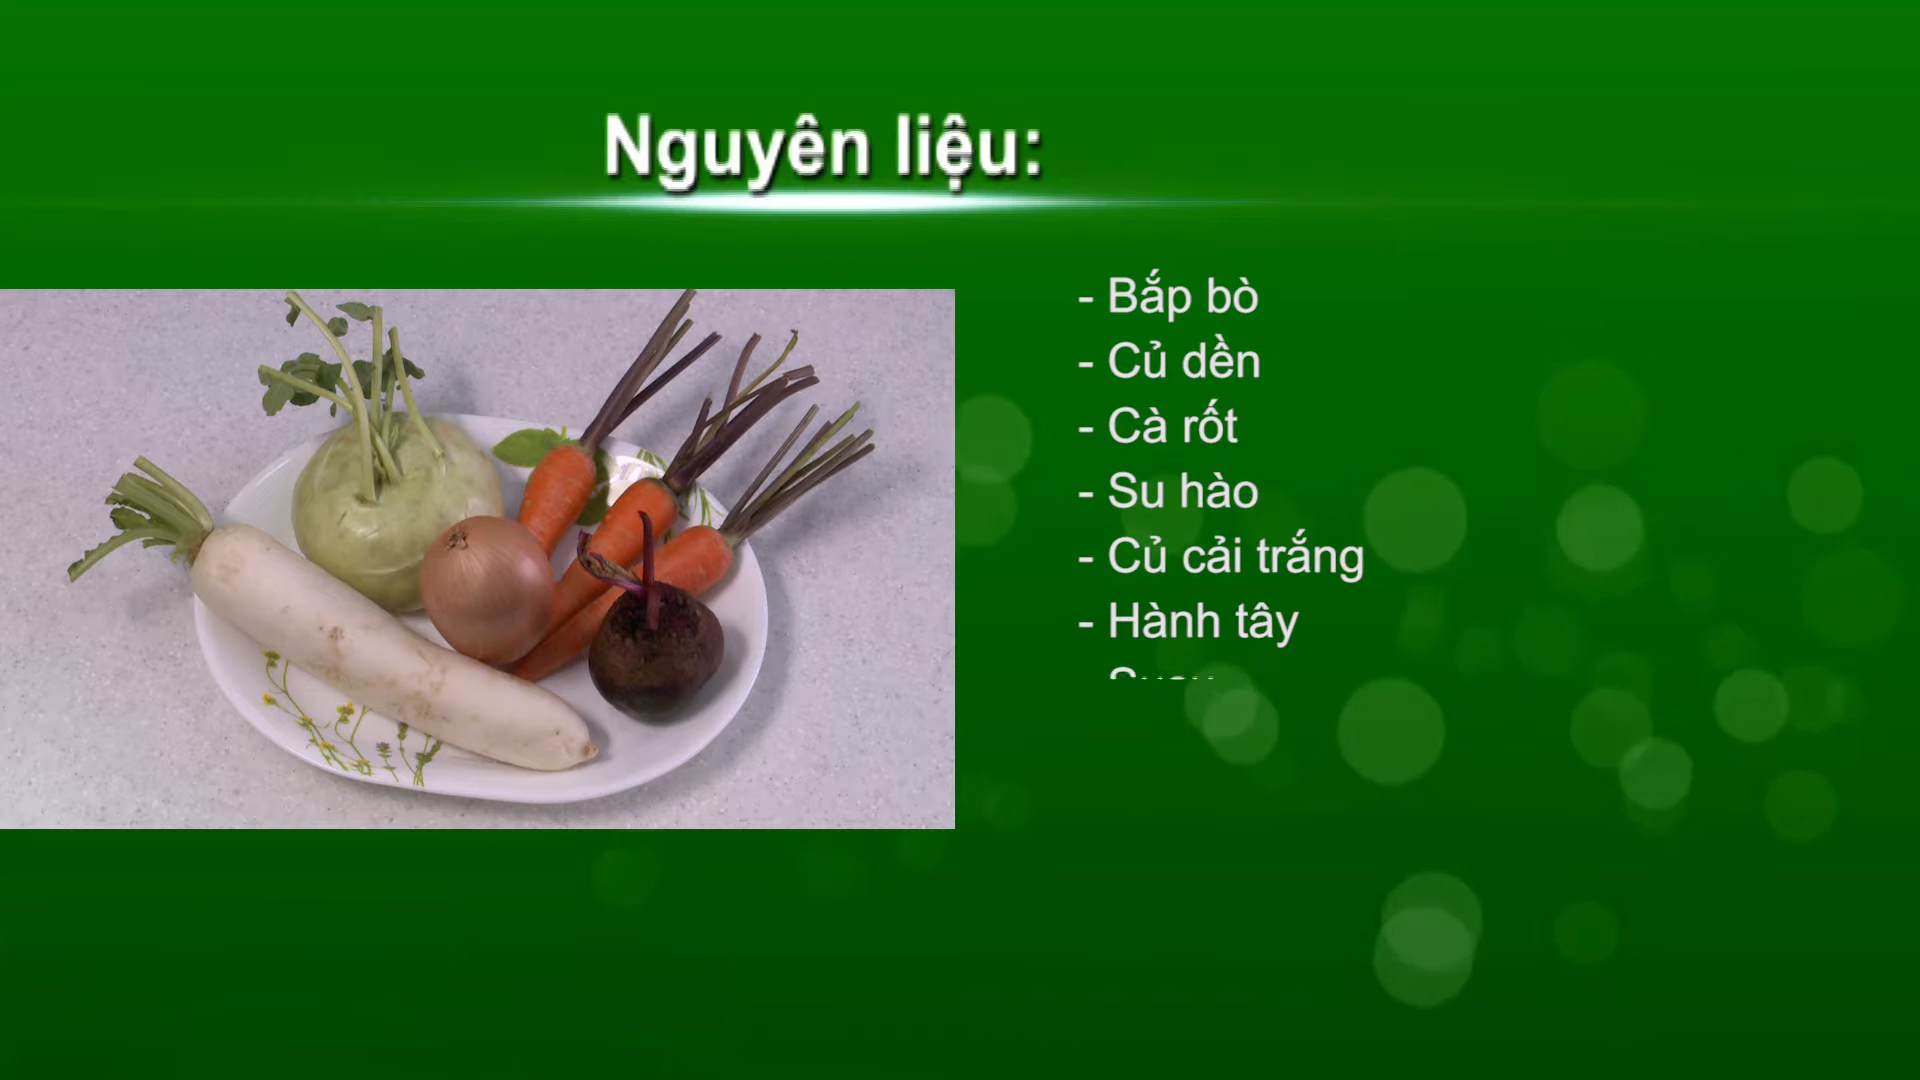 Nguyên liệu:
- Bắp bò
- Củ dền
- Cà rốt
- Su hào
- Củ cải trắng
- Hành tây